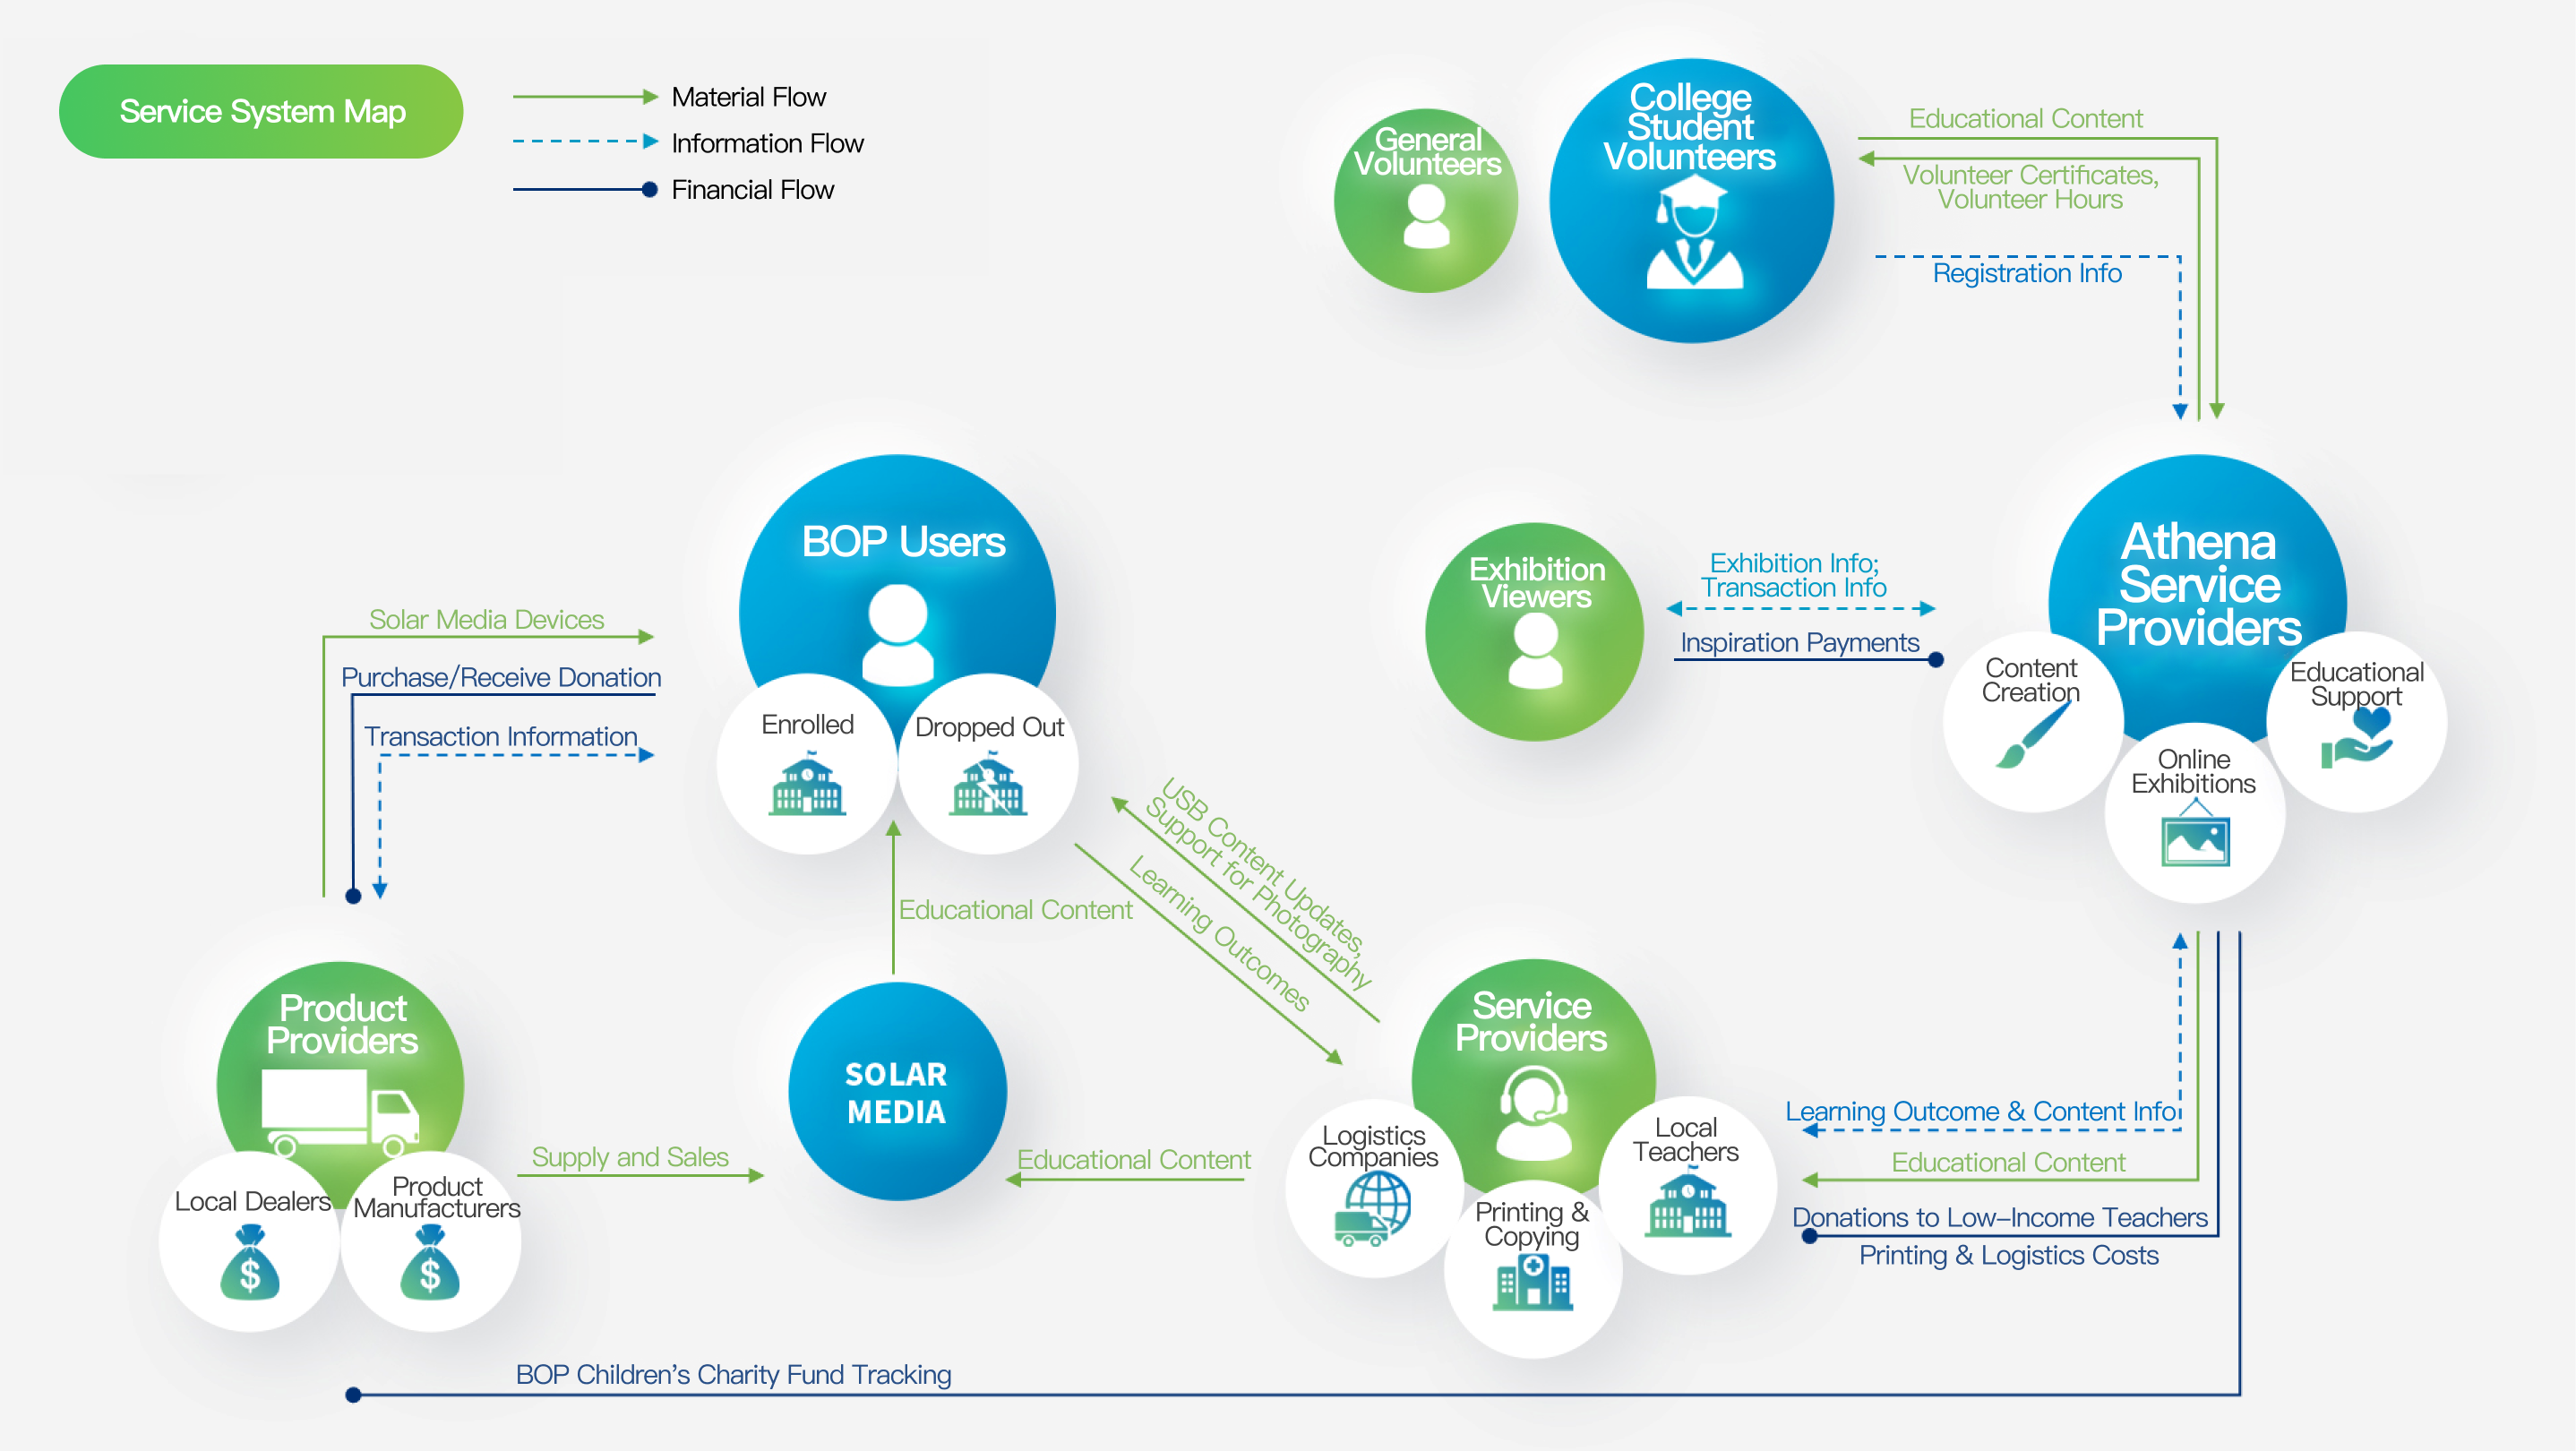 Service System Map
Material Flow
Information Flow
Financial Flow
General
Volunteers
College
Student
Volunteers
Educational Content
Volunteer Certificates,
Volunteer Hours
Registration Info
BOP Users
Enrolled
Dropped Out
Solar Media Devices
Purchase/Receive Donation
Transaction Information
Exhibition
Viewers
Exhibition Info;
Transaction Info
Inspiration Payments
Athena
Service
Providers
Content
Creation
Online
Exhibitions
Educational
Support
USB Content Updates,
Support for Photography
Learning Outcomes
Educational Content
Product
Providers
Local Dealers
Product
Manufacturers
Supply and Sales
SOLAR
MEDIA
Educational Content
Service
Providers
Logistics
Companies
Printing &
Copying
Local
Teachers
Learning Outcome & Content Info
Educational Content
Donations to Low-Income Teachers
Printing & Logistics Costs
BOP Children's Charity Fund Tracking
$
$